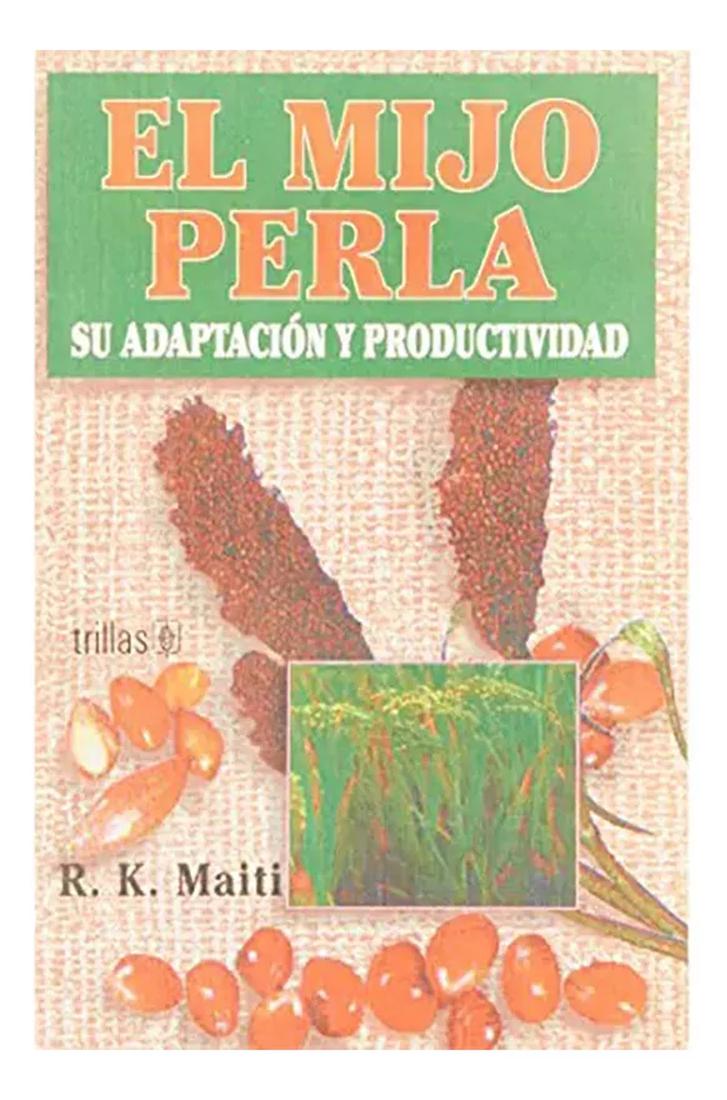 EL MIJO
PERLA
SU ADAPTACIÓN Y PRODUCTIVIDAD
trillas
R. K. Maiti